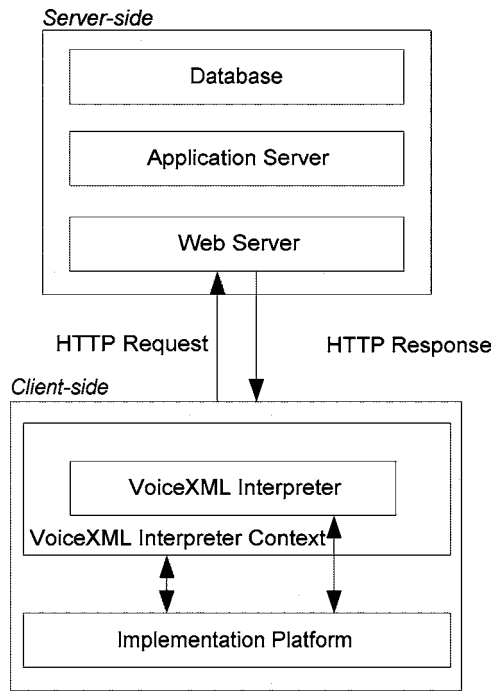 Server-side
Database
Application Server
Web Server
HTTP Request
HTTP Response
Client-side
VoiceXML Interpreter
VoiceXML Interpreter Context
Implementation Platform